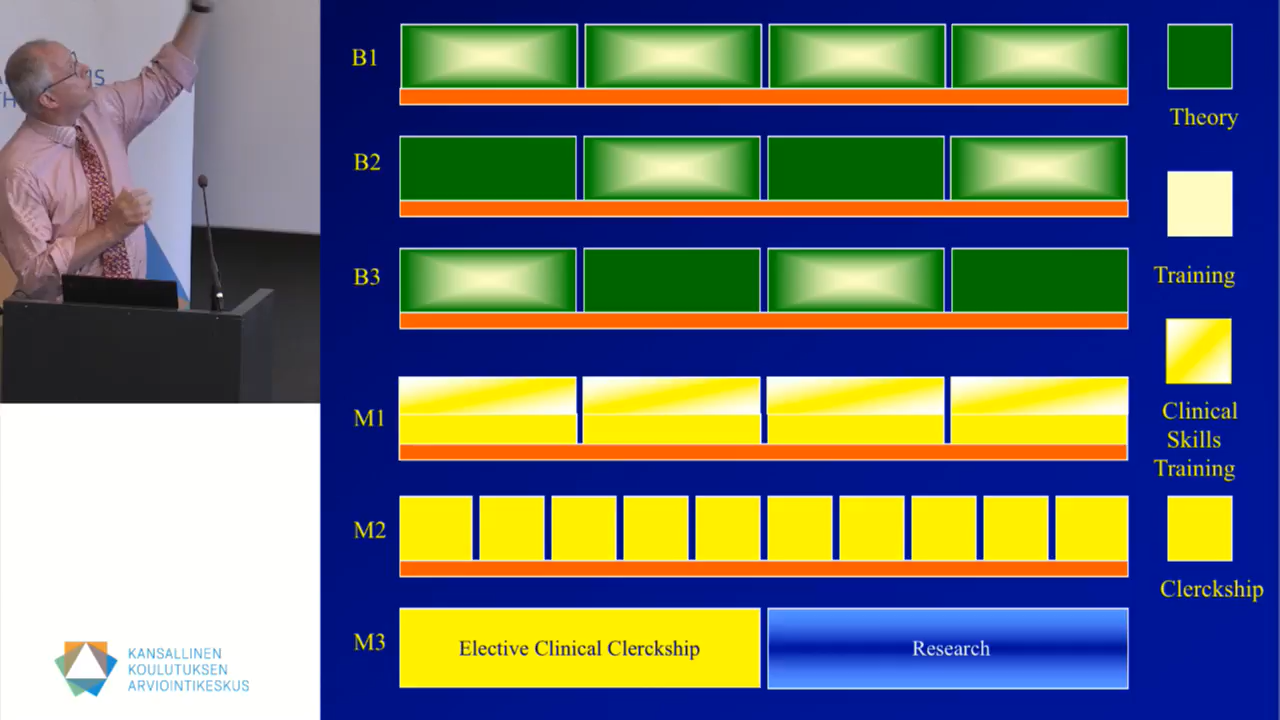 B1
B2
B3
M1
M2
M3
Elective Clinical Clerckship
Research
Theory
Training
Clinical
Skills
Training
Clerckship
KANSALLINEN
KOULUTUKSEN
ARVIOINTIKESKUS